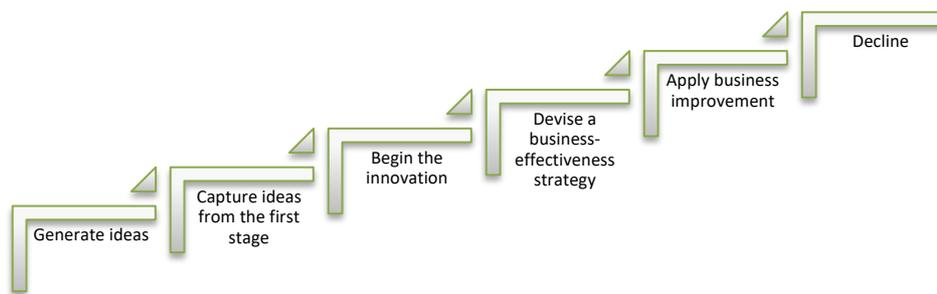 Generate ideas
Capture ideas
from the first
stage
Begin the
innovation
Devise a
business-
effectiveness
strategy
Apply business
improvement
Decline